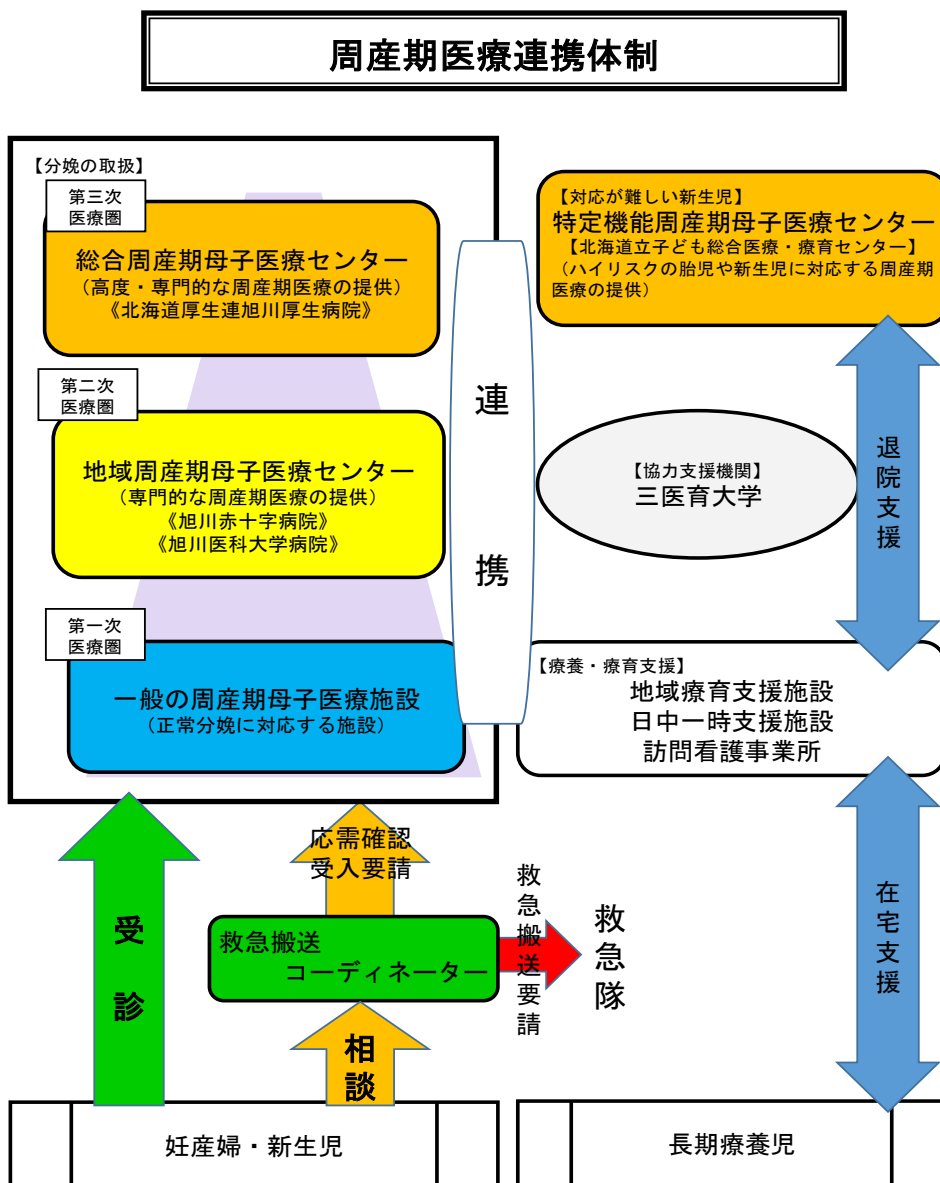 周産期医療連携体制
【分娩の取扱】
第三次
医療圏
総合周産期母子医療センター
（高度・専門的な周産期医療の提供）
《北海道厚生連旭川厚生病院》
第二次
医療圏
地域周産期母子医療センター
（専門的な周産期医療の提供）
《旭川赤十字病院》
《旭川医科大学病院》
第一次
医療圏
一般の周産期母子医療施設
（正常分娩に対応する施設）
連携
【対応が難しい新生児】
特定機能周産期母子医療センター
【北海道立子ども総合医療・療育センター】
（ハイリスクの胎児や新生児に対応する周産期
医療の提供）
【協力支援機関】
三医育大学
退院支援
【療養・療育支援】
地域療育支援施設
日中一時支援施設
訪問看護事業所
受診
応需確認
受入要請
救急搬送
コーディネーター
救急搬送要請
救急隊
相談
在宅支援
妊産婦・新生児
長期療養児